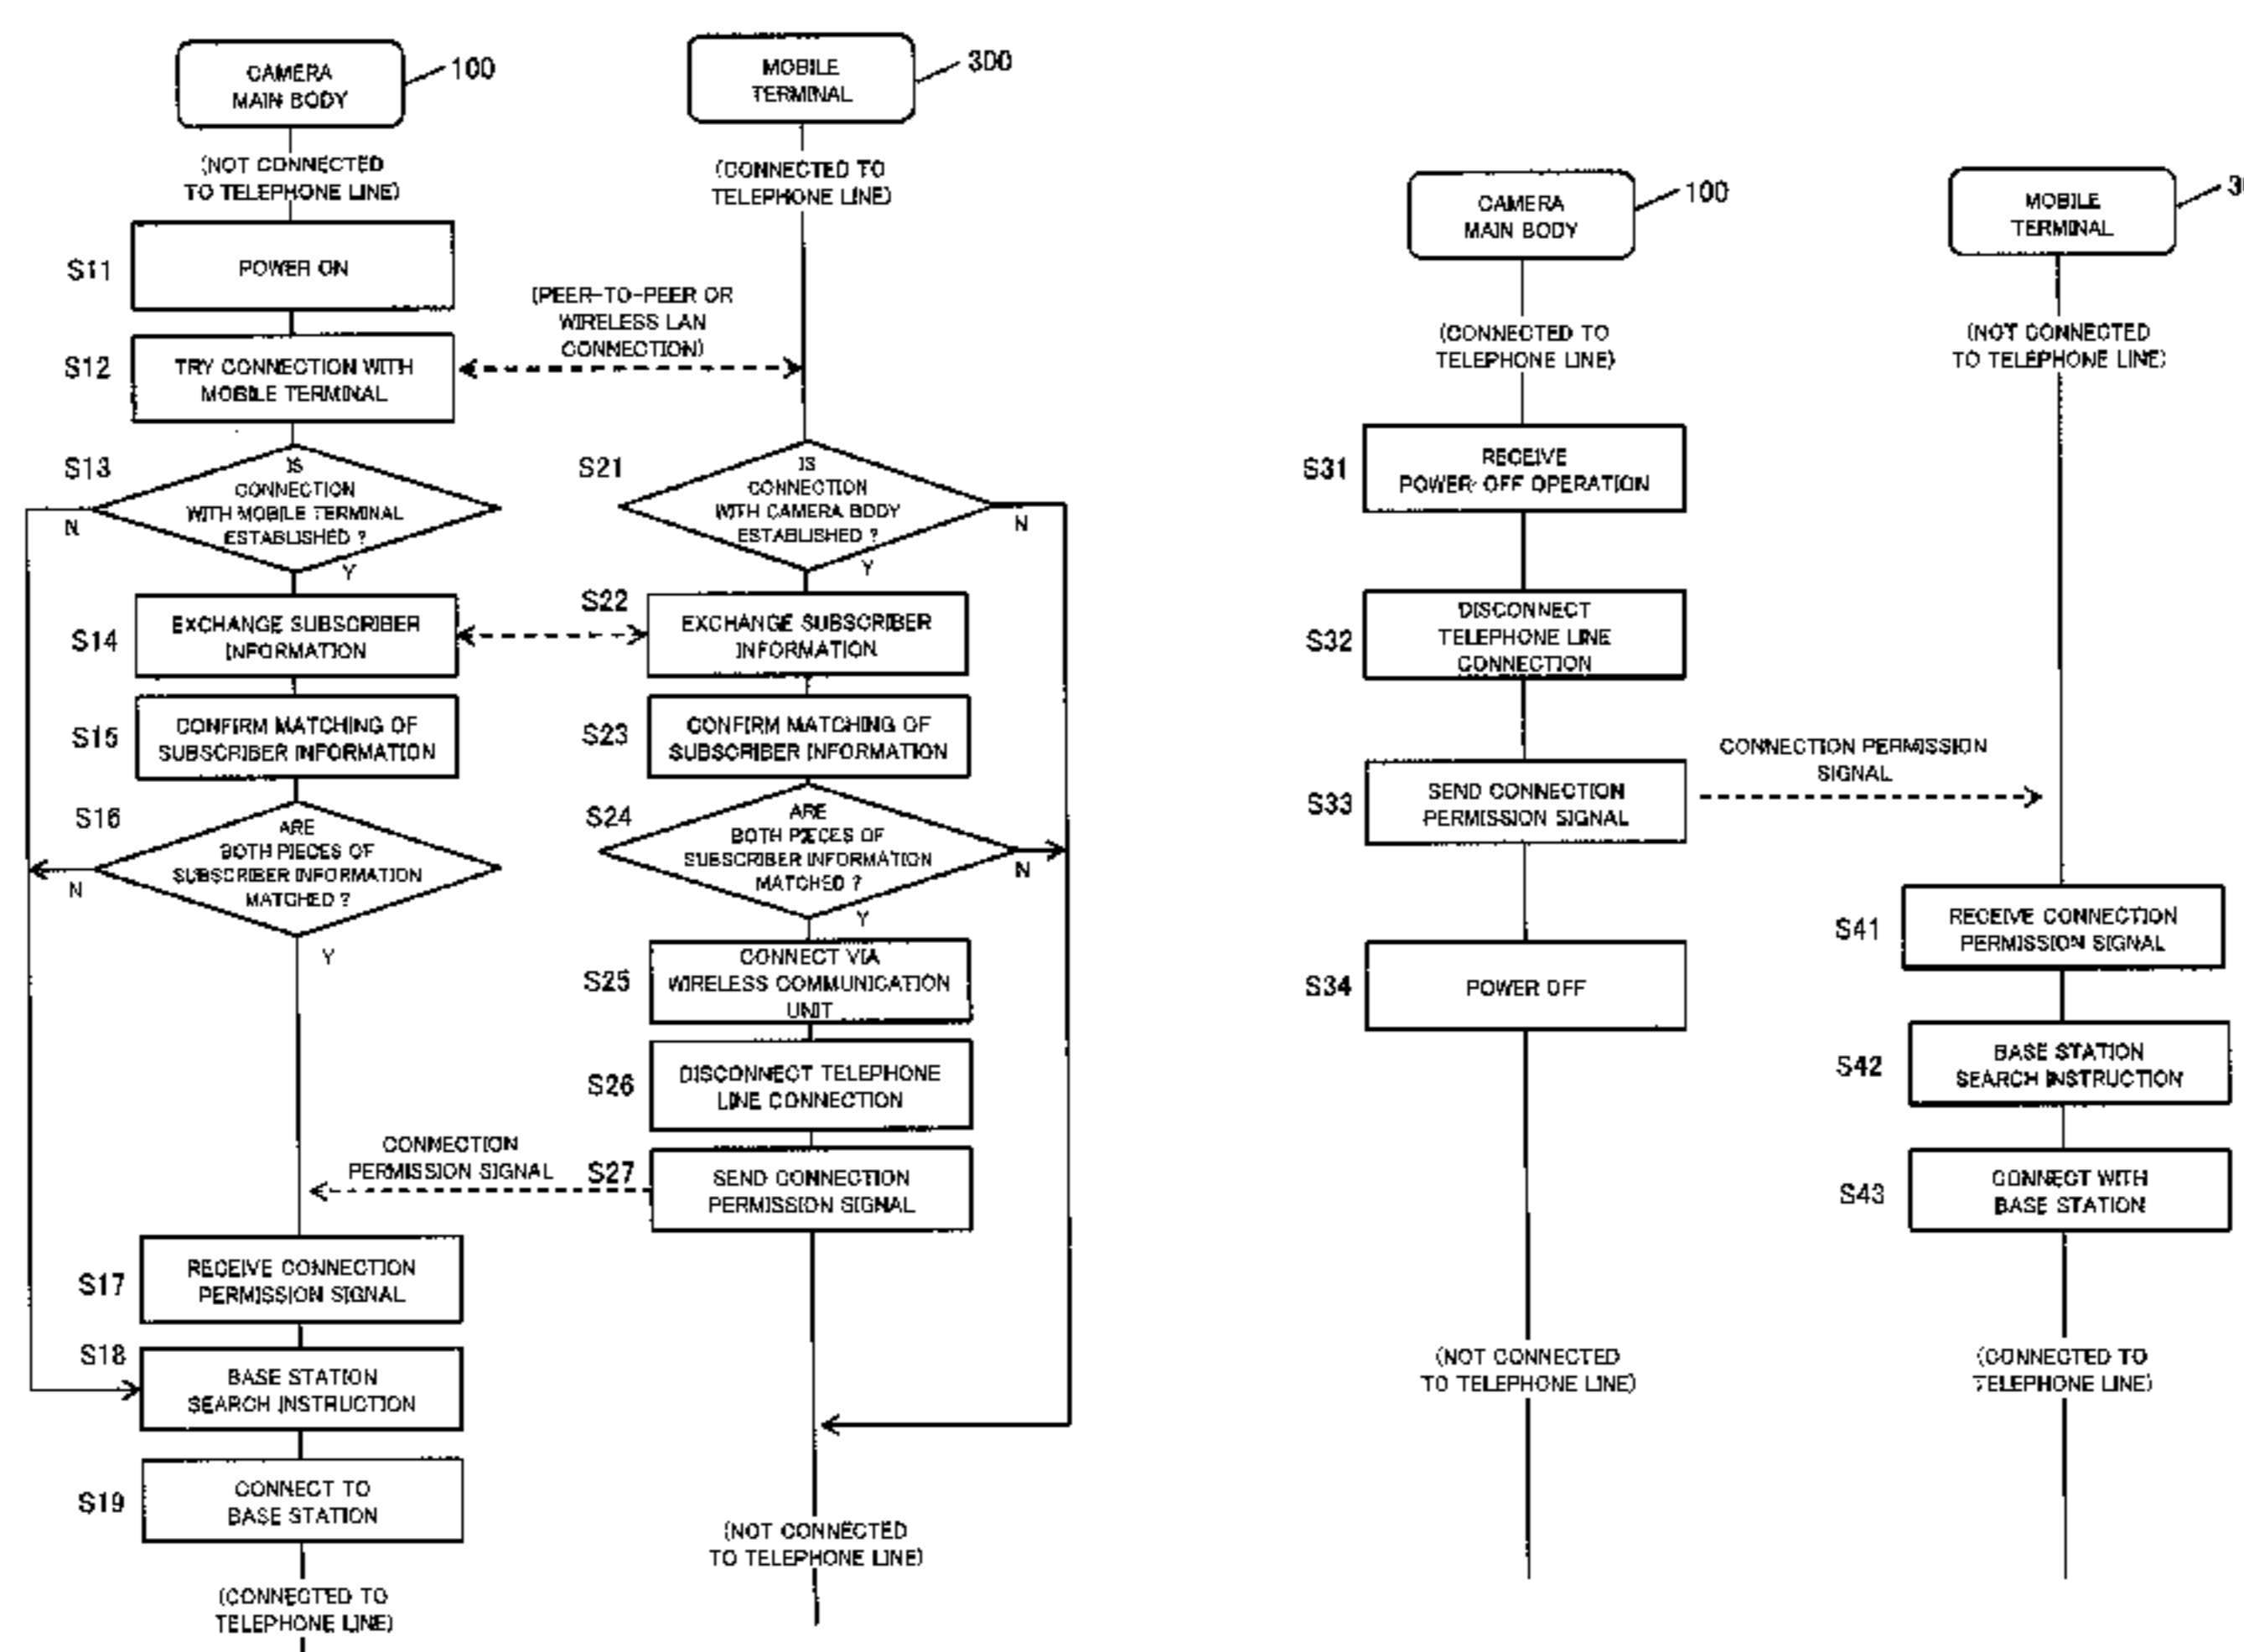 CAMERA
MAIN BODY
100
(NOT CONNECTED
TO TELEPHONE LINE)
S11
POWER ON
S12
TRY CONNECTION WITH
MOBILE TERMINAL
(PEER-TO-PEER OR
WIRELESS LAN
CONNECTION)
S13
IS
CONNECTION
WITH MOBILE TERMINAL
ESTABLISHED ?
N
Y
S14
EXCHANGE SUBSCRIBER
INFORMATION
S15
CONFIRM MATCHING OF
SUBSCRIBER INFORMATION
S16
ARE
BOTH PIECES OF
SUBSCRIBER INFORMATION
MATCHED ?
N
Y
CONNECTION
PERMISSION SIGNAL
S17
RECEIVE CONNECTION
PERMISSION SIGNAL
S18
BASE STATION
SEARCH INSTRUCTION
S19
CONNECT TO
BASE STATION
(CONNECTED TO
TELEPHONE LINE)
MOBILE
TERMINAL
300
(CONNECTED TO
TELEPHONE LINE)
S21
IS
CONNECTION
WITH CAMERA BODY
ESTABLISHED ?
N
Y
S22
EXCHANGE SUBSCRIBER
INFORMATION
S23
CONFIRM MATCHING OF
SUBSCRIBER INFORMATION
S24
ARE
BOTH PIECES OF
SUBSCRIBER INFORMATION
MATCHED ?
N
Y
S25
CONNECT VIA
WIRELESS COMMUNICATION
UNIT
S26
DISCONNECT TELEPHONE
LINE CONNECTION
S27
SEND CONNECTION
PERMISSION SIGNAL
(NOT CONNECTED
TO TELEPHONE LINE)
CAMERA
MAIN BODY
100
(CONNECTED TO
TELEPHONE LINE)
S31
RECEIVE
POWER-OFF OPERATION
S32
DISCONNECT
TELEPHONE LINE
CONNECTION
S33
SEND CONNECTION
PERMISSION SIGNAL
CONNECTION PERMISSION
SIGNAL
S34
POWER OFF
(NOT CONNECTED
TO TELEPHONE LINE)
MOBILE
TERMINAL
(NOT CONNECTED
TO TELEPHONE LINE)
S41
RECEIVE CONNECTION
PERMISSION SIGNAL
S42
BASE STATION
SEARCH INSTRUCTION
S43
CONNECT WITH
BASE STATION
(CONNECTED TO
TELEPHONE LINE)